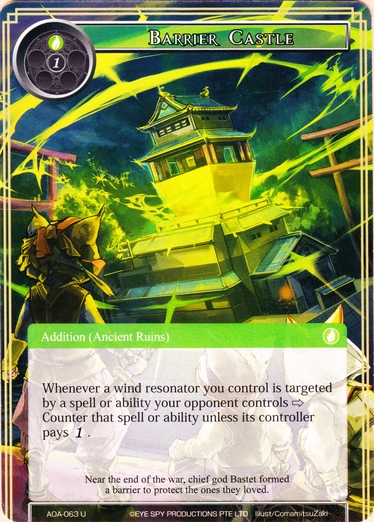 1
BARRIER CASTLE
Addition (Ancient Ruins)
Whenever a wind resonator you control is targeted
by a spell or ability your opponent controls ⇨
Counter that spell or ability unless its controller
pays 1 .
Near the end of the war, chief god Bastet formed
a barrier to protect the ones they loved.
AOA-063 U ©EYE SPY PRODUCTIONS PTE LTD Illust/ComamitsuZaki